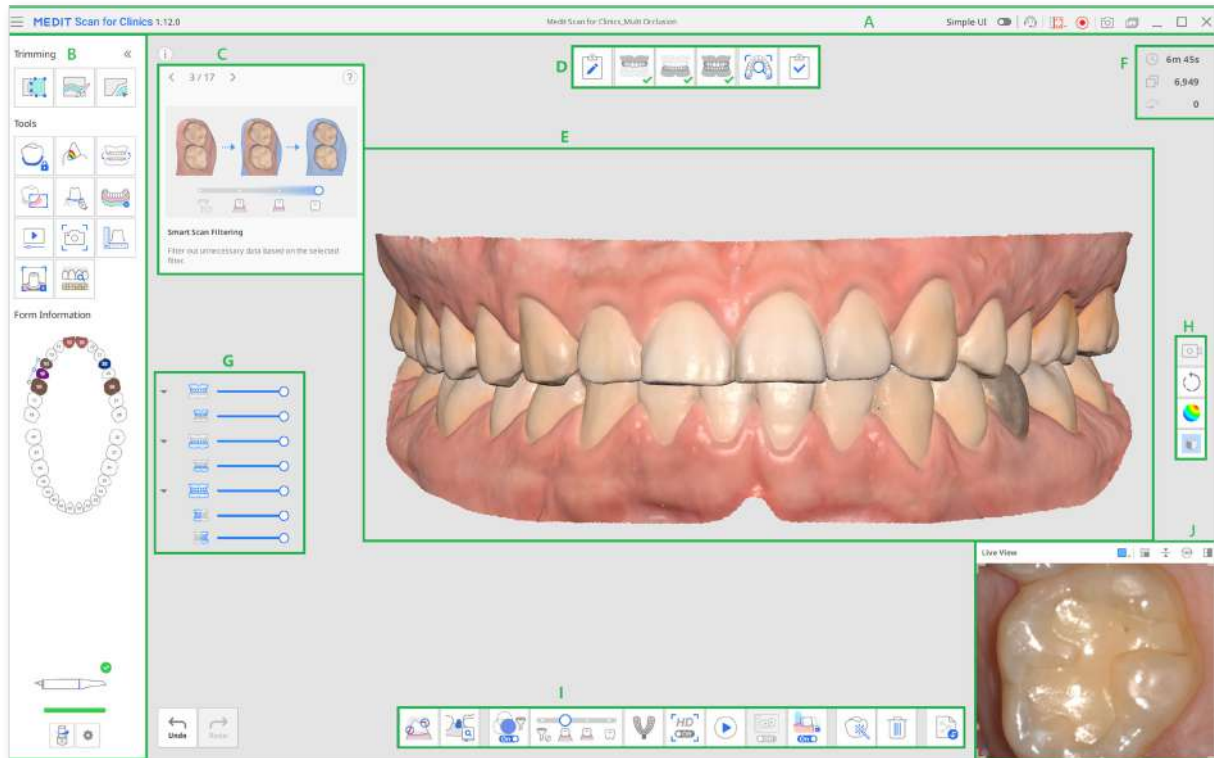 MEDIT Scan for Clinics 1.12.0
Medit Scan for Clinics_Multi Occlusion
A
Simple UI
Trimming
B
«
C
3 / 17
?
D
F
6m 45s
6,949
0
E
Tools
Smart Scan Filtering
Filter out unnecessary data based on the selected
filter.
Form Information
G
H
J
Live View
I
Undo
Redo
HD
On
On